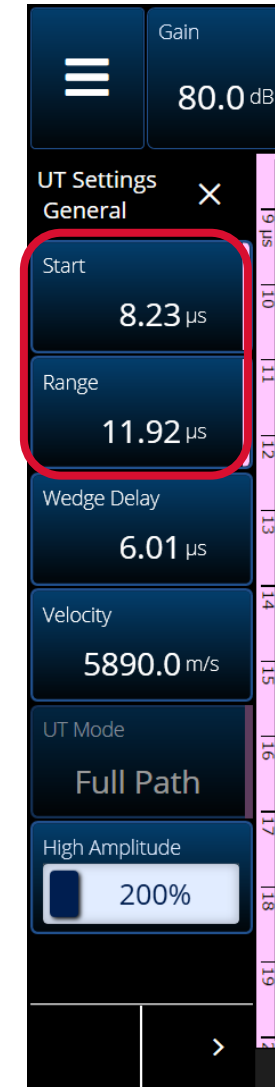 Gain
80.0 dB
UT Settings
General
Start
8.23 µs
Range
11.92 µs
Wedge Delay
6.01 µs
Velocity
5890.0 m/s
UT Mode
Full Path
High Amplitude
200%
9 µs
10
11
12
13
14
15
16
17
18
19